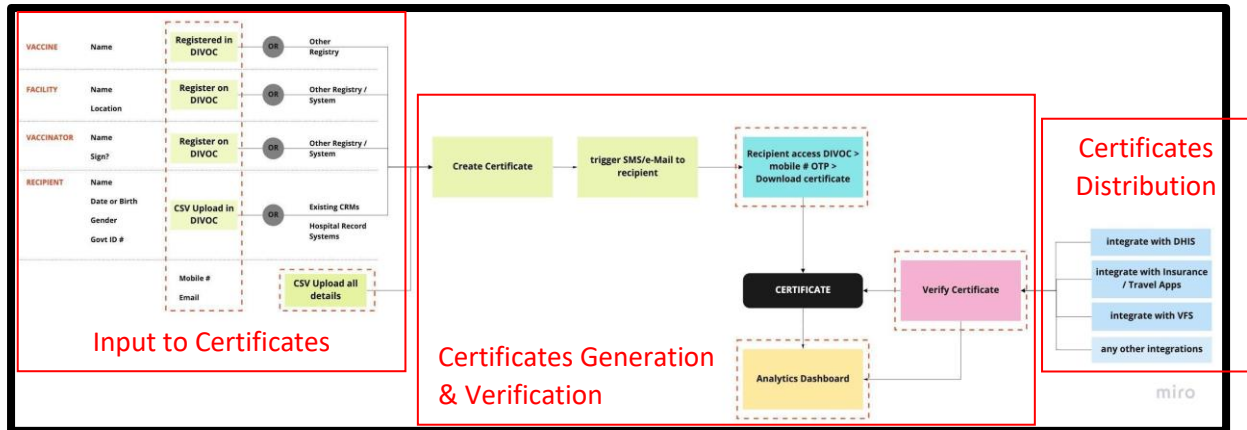 VACCINE
Name
Registered in
DIVOC
OR
Other
Registry
FACILITY
Name
Location
Register on
DIVOC
OR
Other Registry /
System
VACCINATOR
Name
Sign?
Register on
DIVOC
OR
Other Registry /
System
RECIPIENT
Name
Date or Birth
Gender
Govt ID #
CSV Upload in
DIVOC
OR
Existing CRMs
Hospital Record
Systems
Mobile #
Email
CSV Upload all
details
Input to Certificates
Create Certificate
trigger SMS/e-Mail to
recipient
Recipient access DIVOC >
mobile # OTP >
Download certificate
CERTIFICATE
Verify Certificate
Analytics Dashboard
Certificates Generation
& Verification
Certificates
Distribution
integrate with DHIS
integrate with Insurance
/ Travel Apps
integrate with VFS
any other integrations
miro